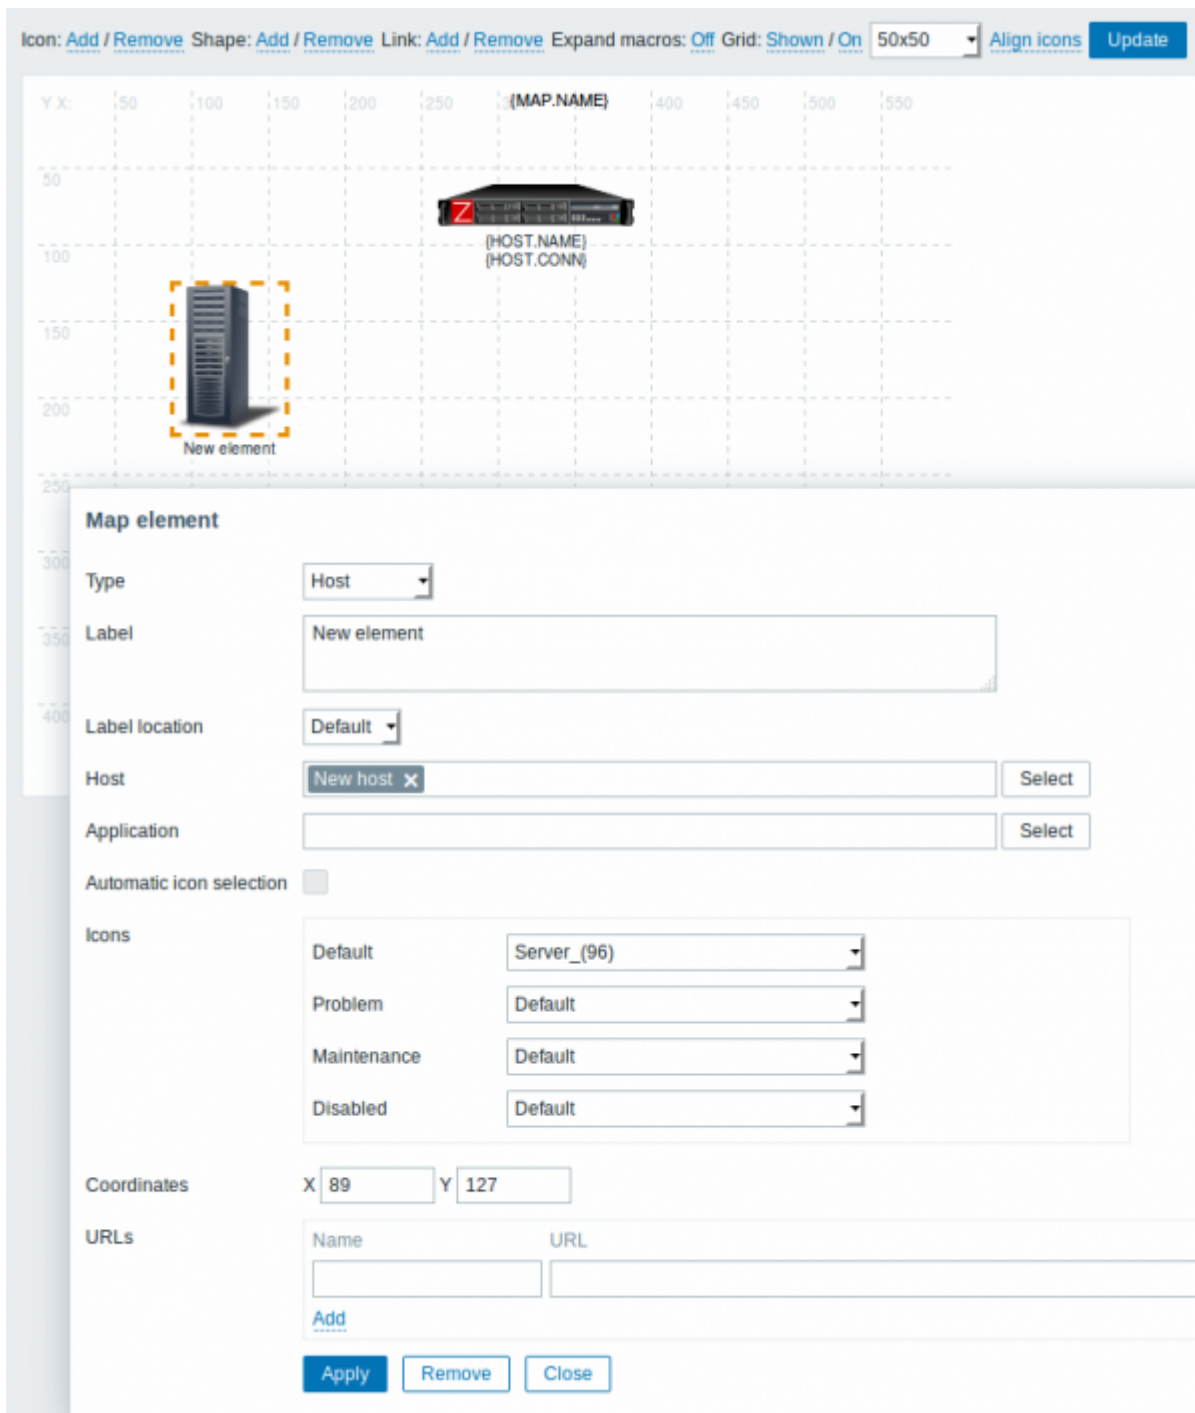 Icon: Add / Remove Shape: Add / Remove Link: Add / Remove Expand macros: Off Grid: Shown / On 50x50 Align icons Update
Y X: 50 100 150 200 250 {MAP.NAME} 400 450 500 550
50
Z
{HOST.NAME}
100
{HOST.CONN}
150
200
New element
250
Map element
300
Type Host
350
Label New element
400
Label location Default
Host New host Select
Application Select
Automatic icon selection
Icons
Default Server_(96)
Problem Default
Maintenance Default
Disabled Default
Coordinates X 89 Y 127
URLs
Name URL
Add
Apply Remove Close